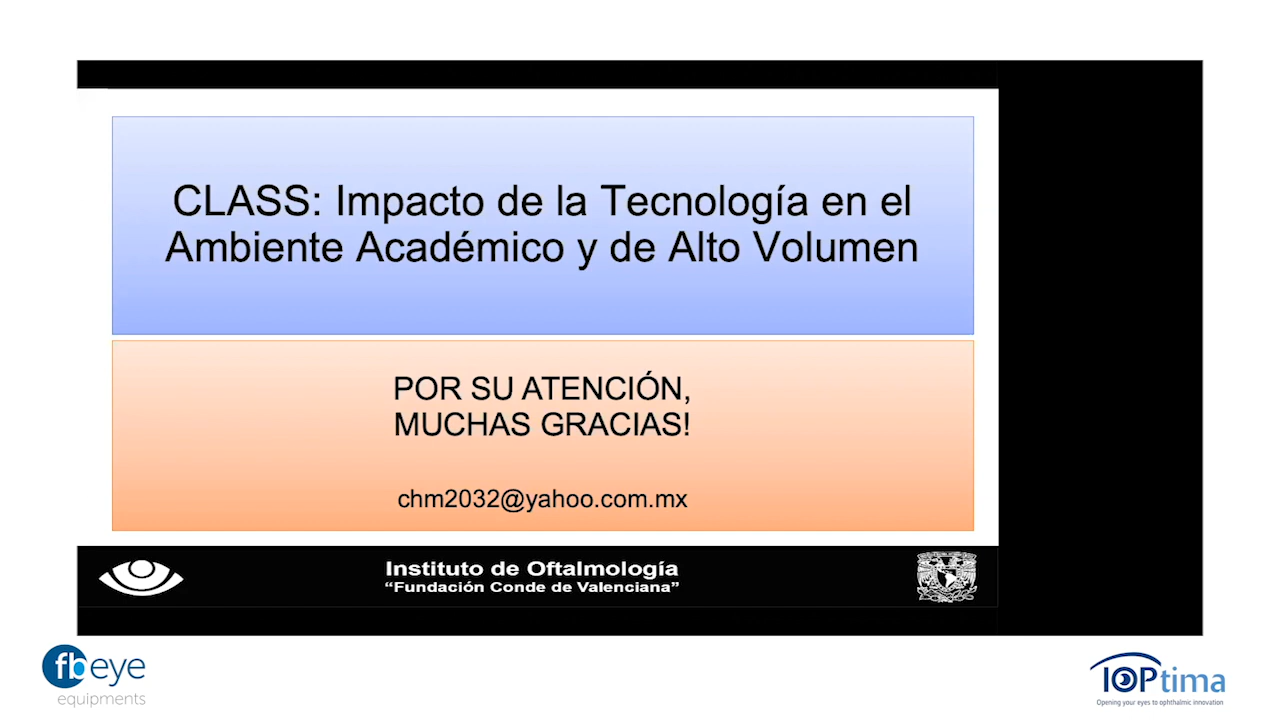 CLASS: Impacto de la Tecnología en el
Ambiente Académico y de Alto Volumen
POR SU ATENCIÓN,
MUCHAS GRACIAS!
chm2032@yahoo.com.mx
Instituto de Oftalmología
“Fundación Conde de Valenciana”
fbeye
equipments
IOPtima
Opening your eyes to ophthalmic innovation